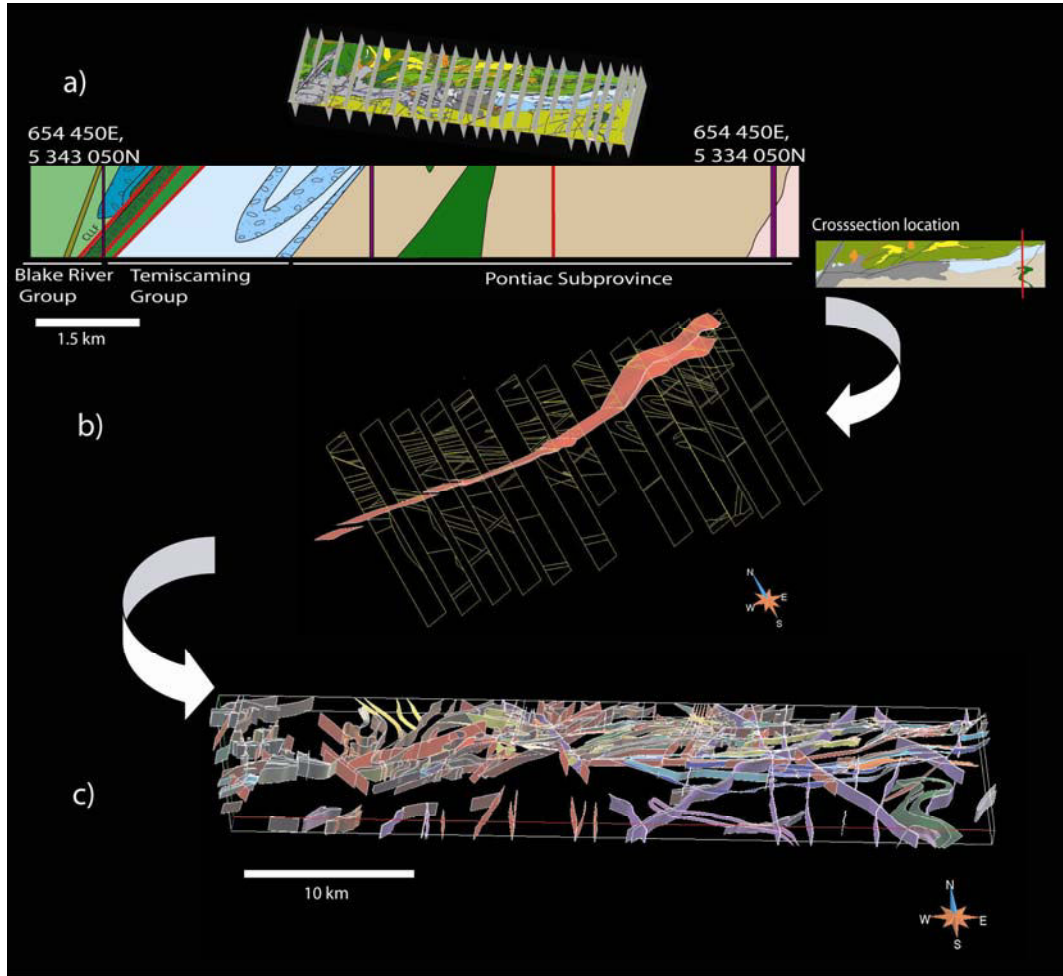 a)
654 450E,
5 343 050N
654 450E,
5 334 050N
CLLF
Crosssection location
Blake River
Group
Temiscaming
Group
Pontiac Subprovince
1.5 km
b)
N
W
E
S
c)
10 km
N
W
E
S